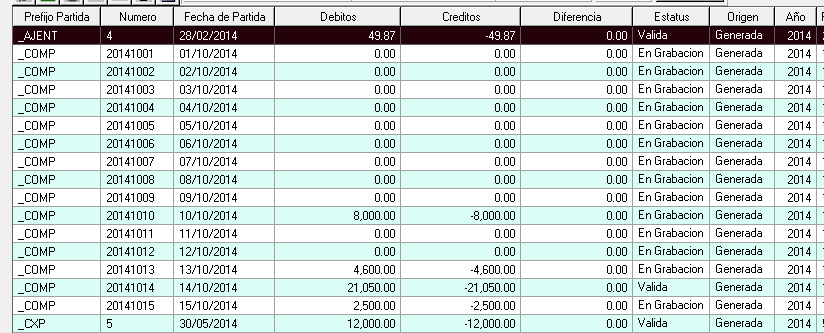 Prefijo Partida Numero Fecha de Partida Debitos Creditos Diferencia Estatus Origen Año
_AJENT 4 28/02/2014 49.87 -49.87 0.00 Valida Generada 2014
_COMP 20141001 01/10/2014 0.00 0.00 0.00 En Grabacion Generada 2014
_COMP 20141002 02/10/2014 0.00 0.00 0.00 En Grabacion Generada 2014
_COMP 20141003 03/10/2014 0.00 0.00 0.00 En Grabacion Generada 2014
_COMP 20141004 04/10/2014 0.00 0.00 0.00 En Grabacion Generada 2014
_COMP 20141005 05/10/2014 0.00 0.00 0.00 En Grabacion Generada 2014
_COMP 20141006 06/10/2014 0.00 0.00 0.00 En Grabacion Generada 2014
_COMP 20141007 07/10/2014 0.00 0.00 0.00 En Grabacion Generada 2014
_COMP 20141008 08/10/2014 0.00 0.00 0.00 En Grabacion Generada 2014
_COMP 20141009 09/10/2014 0.00 0.00 0.00 En Grabacion Generada 2014
_COMP 20141010 10/10/2014 8,000.00 -8,000.00 0.00 En Grabacion Generada 2014
_COMP 20141011 11/10/2014 0.00 0.00 0.00 En Grabacion Generada 2014
_COMP 20141012 12/10/2014 0.00 0.00 0.00 En Grabacion Generada 2014
_COMP 20141013 13/10/2014 4,600.00 -4,600.00 0.00 En Grabacion Generada 2014
_COMP 20141014 14/10/2014 21,050.00 -21,050.00 0.00 Valida Generada 2014
_COMP 20141015 15/10/2014 2,500.00 -2,500.00 0.00 En Grabacion Generada 2014
_CXP 5 30/05/2014 12,000.00 -12,000.00 0.00 Valida Generada 2014